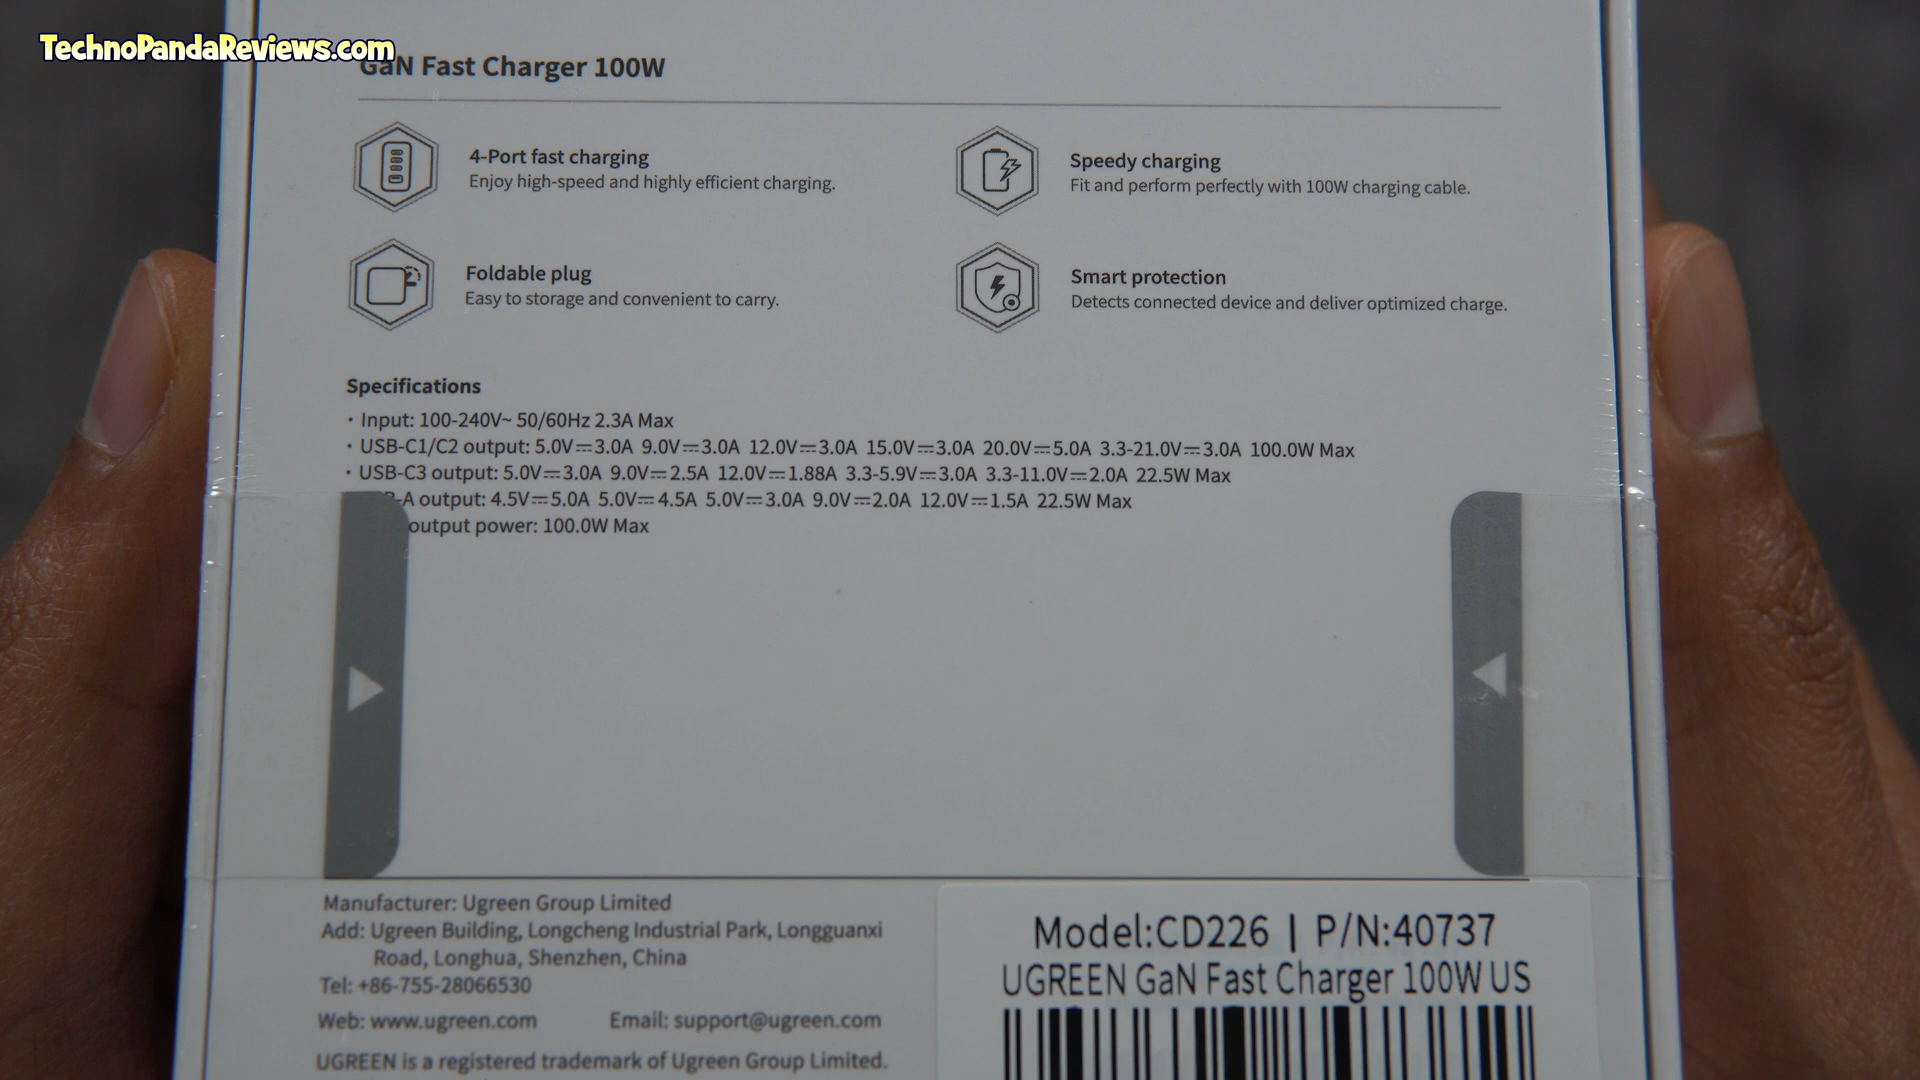 TechnoPandaReviews.com
GaN Fast Charger 100W
4-Port fast charging
Enjoy high-speed and highly efficient charging.
Speedy charging
Fit and perform perfectly with 100W charging cable.
Foldable plug
Easy to storage and convenient to carry.
Smart protection
Detects connected device and deliver optimized charge.
Specifications
· Input: 100-240V~ 50/60Hz 2.3A Max
· USB-C1/C2 output: 5.0V⎓3.0A 9.0V⎓3.0A 12.0V⎓3.0A 15.0V⎓3.0A 20.0V⎓5.0A 3.3-21.0V⎓3.0A 100.0W Max
· USB-C3 output: 5.0V⎓3.0A 9.0V⎓2.5A 12.0V⎓1.88A 3.3-5.9V⎓3.0A 3.3-11.0V⎓2.0A 22.5W Max
-A output: 4.5V⎓5.0A 5.0V⎓4.5A 5.0V⎓3.0A 9.0V⎓2.0A 12.0V⎓1.5A 22.5W Max
output power: 100.0W Max
Manufacturer: Ugreen Group Limited
Add: Ugreen Building, Longcheng Industrial Park, Longguanxi
Road, Longhua, Shenzhen, China
Tel: +86-755-28066530
Web: www.ugreen.com Email: support@ugreen.com
UGREEN is a registered trademark of Ugreen Group Limited.
Model:CD226 | P/N:40737
UGREEN GaN Fast Charger 100W US